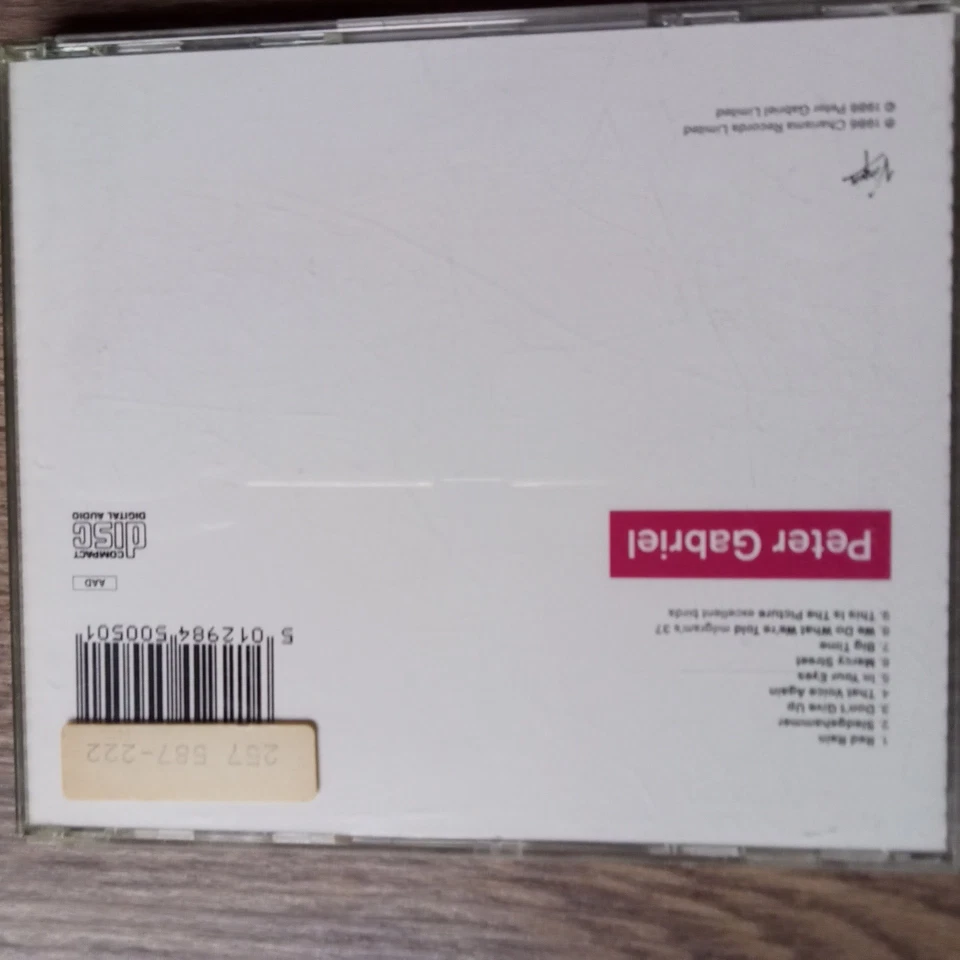 257 587-222
5 012984 500501
AAD
COMPACT
disc
DIGITAL AUDIO
1. Red Rain
2. Sledgehammer
3. Don't Give Up
4. That Voice Again
5. In Your Eyes
6. Mercy Street
7. Big Time
8. We Do What We're Told milgram's 37
9. This Is The Picture excellent birds
Peter Gabriel
Virgin
℗ 1986 Charisma Records Limited
© 1986 Peter Gabriel Limited